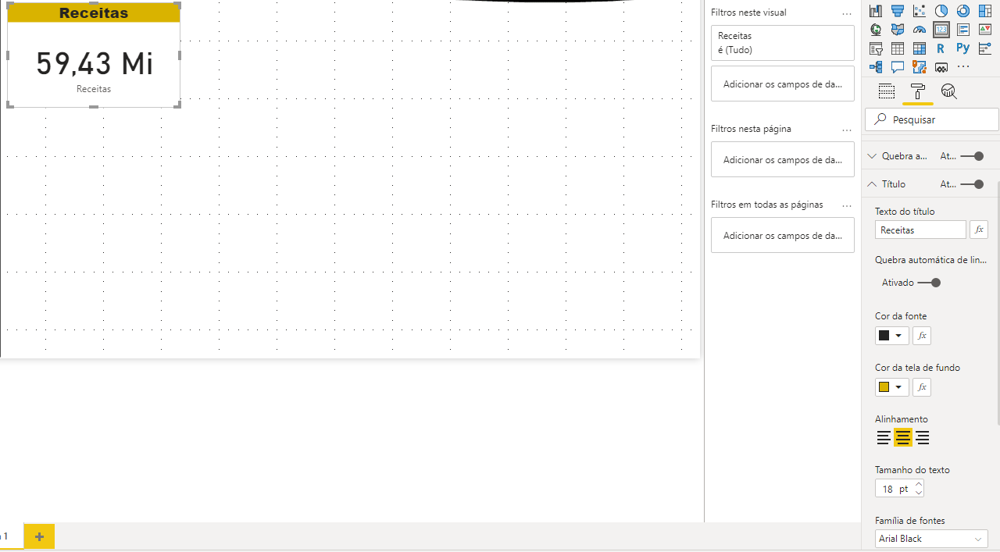 Receitas
59,43 Mi
Receitas
1
Filtros neste visual
...
Receitas
é (Tudo)
Adicionar os campos de da...
Filtros nesta página
...
Adicionar os campos de da...
Filtros em todas as páginas
...
Adicionar os campos de da...
123
R
Py
...
Pesquisar
Quebra a...
At...
Título
At...
Texto do título
Receitas
fx
Quebra automática de lin...
Ativado
Cor da fonte
fx
Cor da tela de fundo
fx
Alinhamento
Tamanho do texto
18 pt
Família de fontes
Arial Black